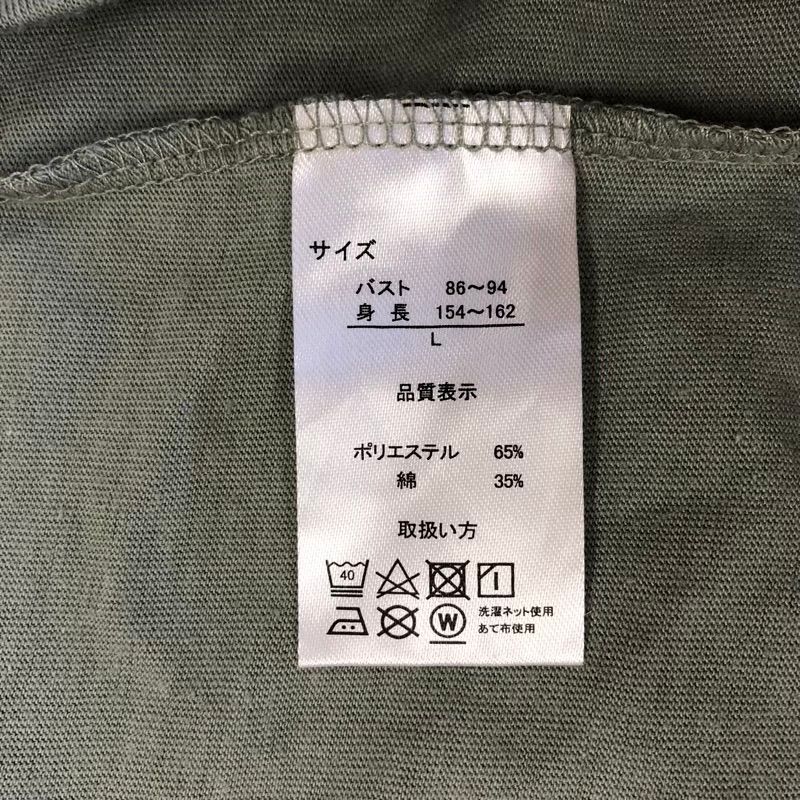 サイズ
バスト 86〜94
身長 154〜162
L
品質表示
ポリエステル 65%
綿 35%
取扱い方
40
洗濯ネット使用
W
あて布使用